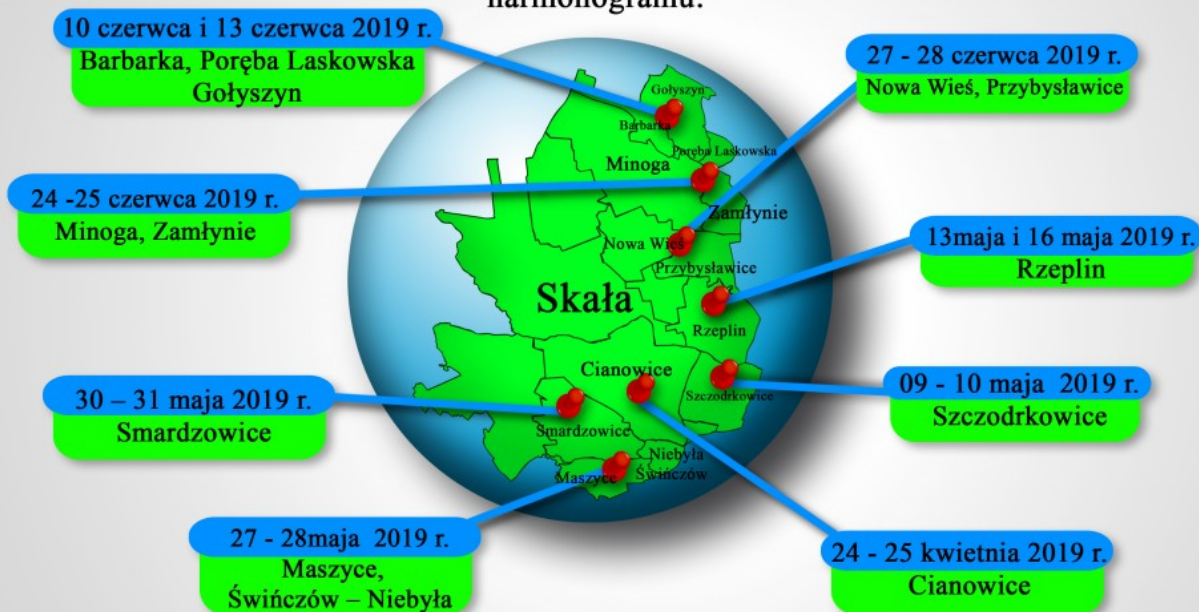 harmonogramu:
10 czerwca i 13 czerwca 2019 r.
Barbarka, Poręba Laskowska
Gołyszyn
27 - 28 czerwca 2019 r.
Nowa Wieś, Przybysławice
24 -25 czerwca 2019 r.
Minoga, Zamłynie
13maja i 16 maja 2019 r.
Rzeplin
30 – 31 maja 2019 r.
Smardzowice
09 - 10 maja 2019 r.
Szczodrkowice
27 - 28maja 2019 r.
Maszyce,
Świńczów – Niebyła
24 - 25 kwietnia 2019 r.
Cianowice
Gołyszyn
Barbarka
Poręba Laskowska
Minoga
Zamłynie
Nowa Wieś
Przybysławice
Skała
Rzeplin
Cianowice
Szczodrkowice
Smardzowice
Niebyła
Maszyce
Świńczów